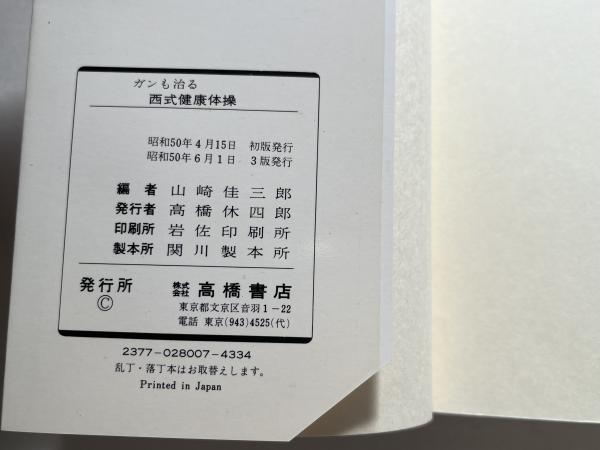 ガンも治る
西式健康体操
昭和50年4月15日 初版発行
昭和50年6月1日 3版発行
編者 山崎佳三郎
発行者 高橋休四郎
印刷所 岩佐印刷所
製本所 関川製本所
発行所 株式会社 高橋書店
Ⓒ
東京都文京区音羽1-22
電話 東京(943)4525(代)
2377-028007-4334
乱丁・落丁本はお取替えします。
Printed in Japan